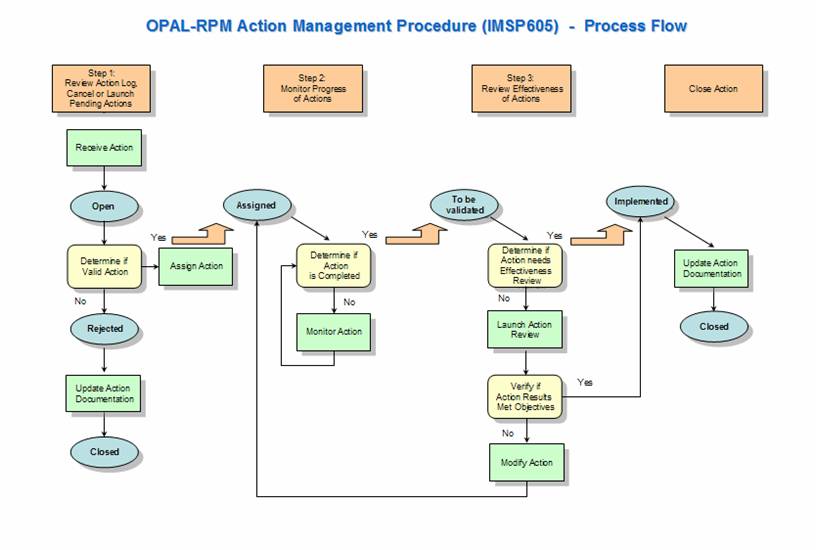 OPAL-RPM Action Management Procedure (IMSP605) - Process Flow
Step 1:
Review Action Log,
Cancel or Launch
Pending Actions
Step 2:
Monitor Progress
of Actions
Step 3:
Review Effectiveness
of Actions
Close Action
Receive Action
Open
Determine if
Valid Action
Yes
Assign Action
No
Rejected
Update Action
Documentation
Closed
Assigned
Determine if
Action
is Completed
Yes
No
Monitor Action
To be
validated
Determine if
Action needs
Effectiveness
Review
Yes
No
Launch Action
Review
Verify if
Action Results
Met Objectives
Yes
No
Modify Action
Implemented
Update Action
Documentation
Closed